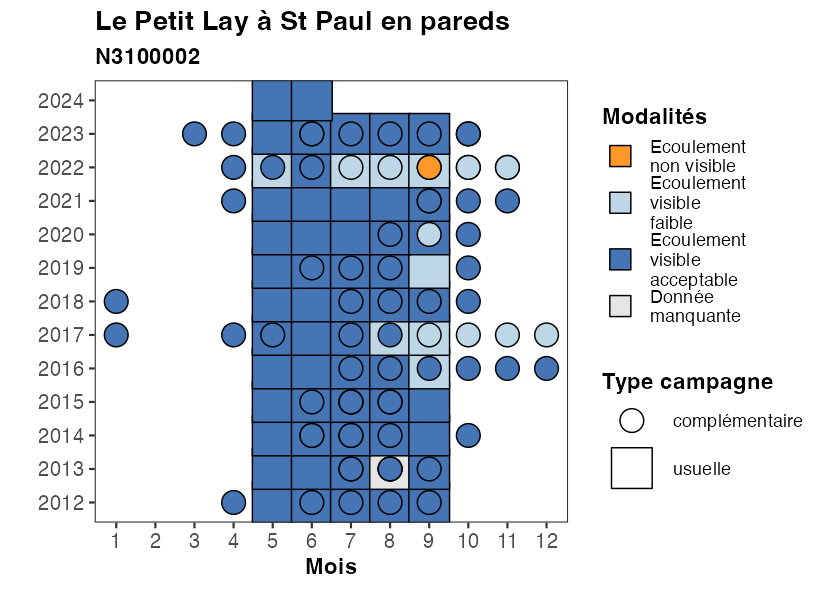 Le Petit Lay à St Paul en pareds
N3100002
2024
2023
2022
2021
2020
2019
2018
2017
2016
2015
2014
2013
2012
1 2 3 4 5 6 7 8 9 10 11 12
Mois
Modalités
Ecoulement
non visible
Ecoulement
visible
faible
Ecoulement
visible
acceptable
Donnée
manquante
Type campagne
complémentaire
usuelle